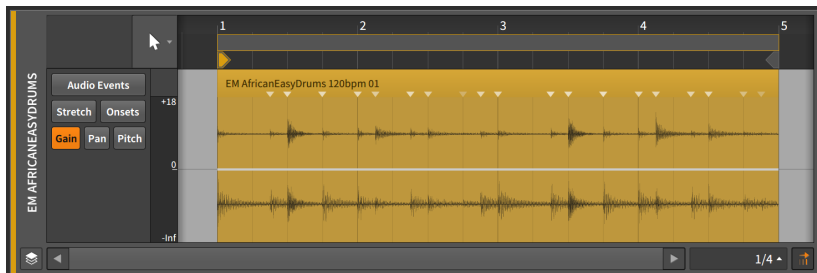 EM AFRICANEASYDRUMS
1 2 3 4 5
Audio Events
EM AfricanEasyDrums 120bpm 01
Stretch Onsets
Gain Pan Pitch
+18
0
-Inf
1/4